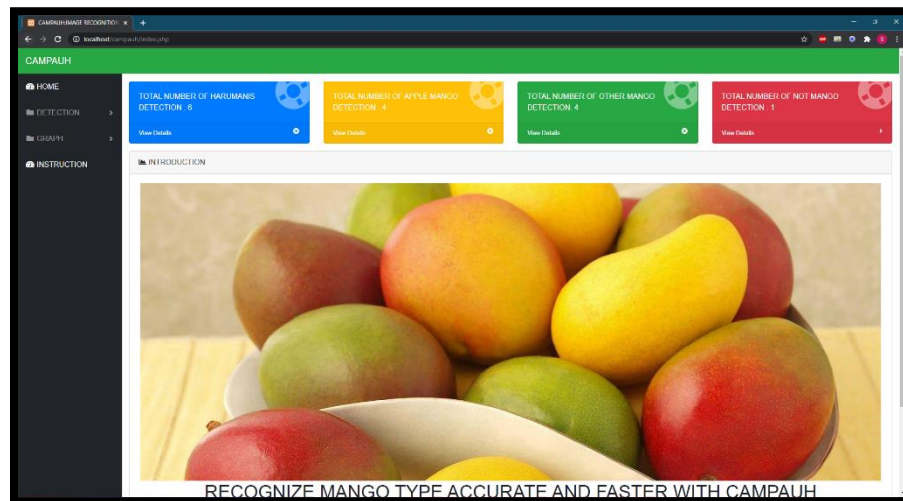 CAMPAUH:IMAGE RECOGNITION
localhost/campauh/index.php
CAMPAUH
HOME
DETECTION
GRAPH
INSTRUCTION
TOTAL NUMBER OF HARUMANIS
DETECTION : 6
View Details
TOTAL NUMBER OF APPLE MANGO
DETECTION : 4
View Details
TOTAL NUMBER OF OTHER MANGO
DETECTION: 4
View Details
TOTAL NUMBER OF NOT MANGO
DETECTION : 1
View Details
INTRODUCTION
RECOGNIZE MANGO TYPE ACCURATE AND FASTER WITH CAMPAUH